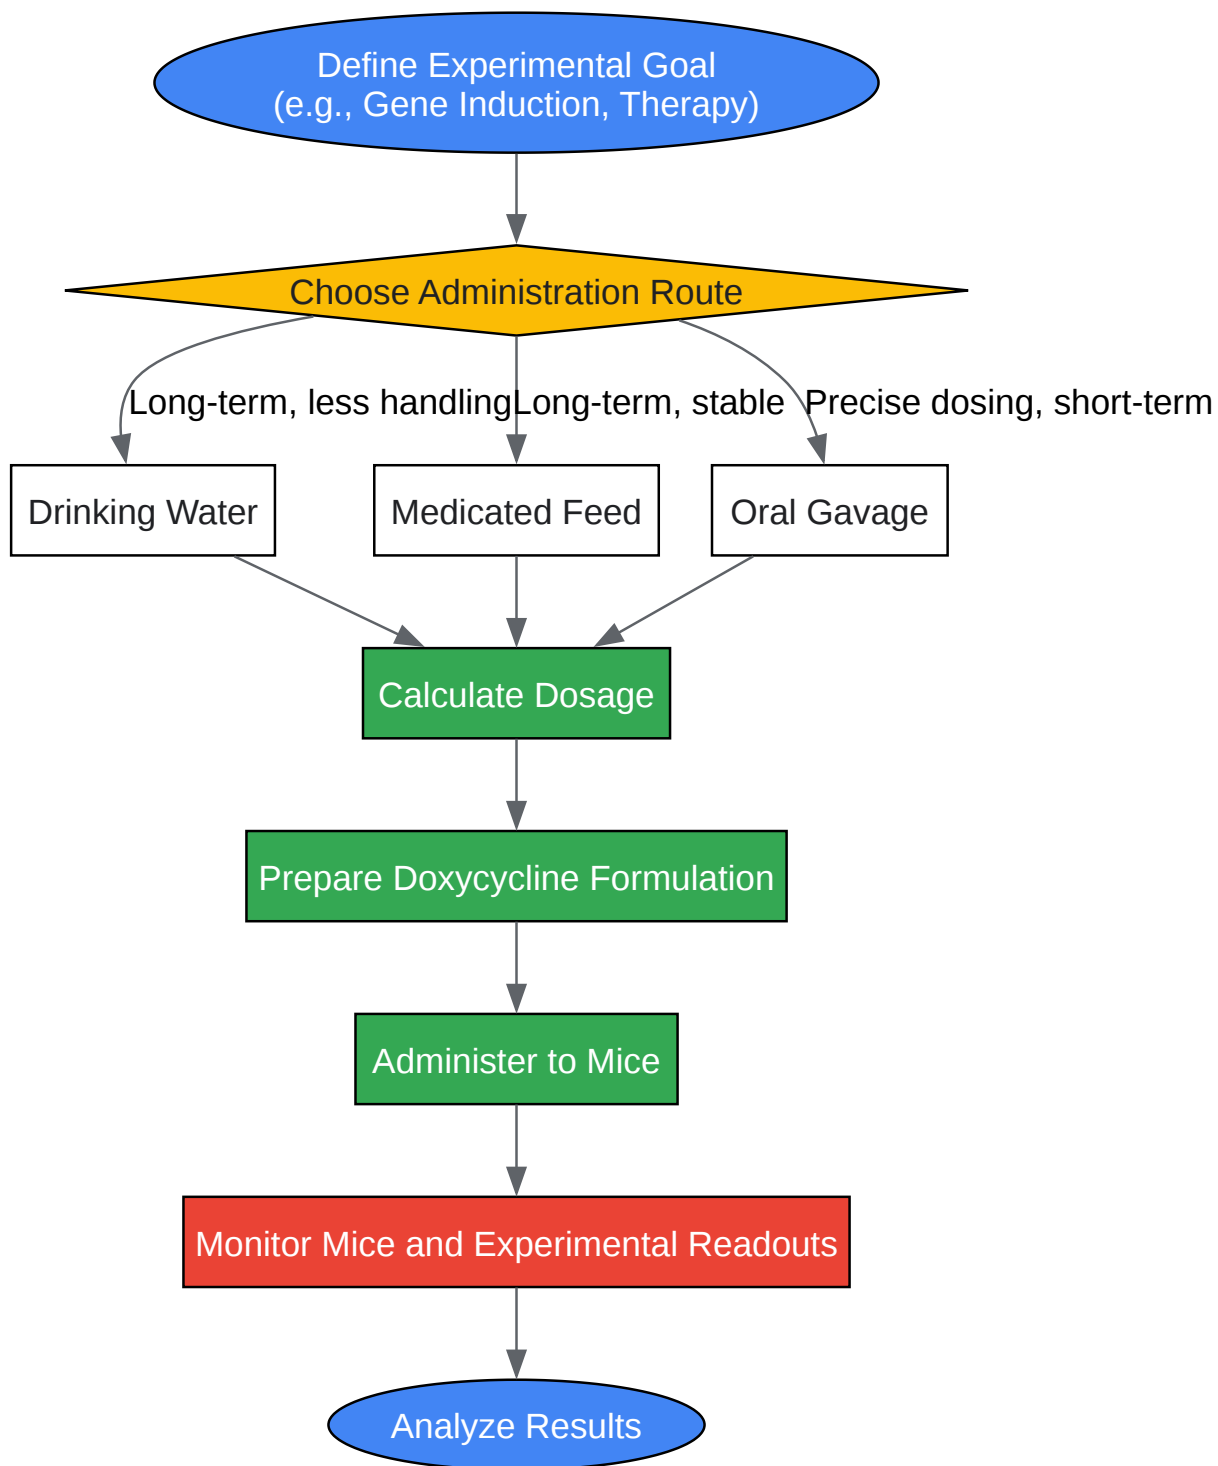 Define Experimental Goal
(e.g., Gene Induction, Therapy)
Choose Administration Route
Long-term, less handling
Long-term, stable
Precise dosing, short-term
Drinking Water
Medicated Feed
Oral Gavage
Calculate Dosage
Prepare Doxycycline Formulation
Administer to Mice
Monitor Mice and Experimental Readouts
Analyze Results